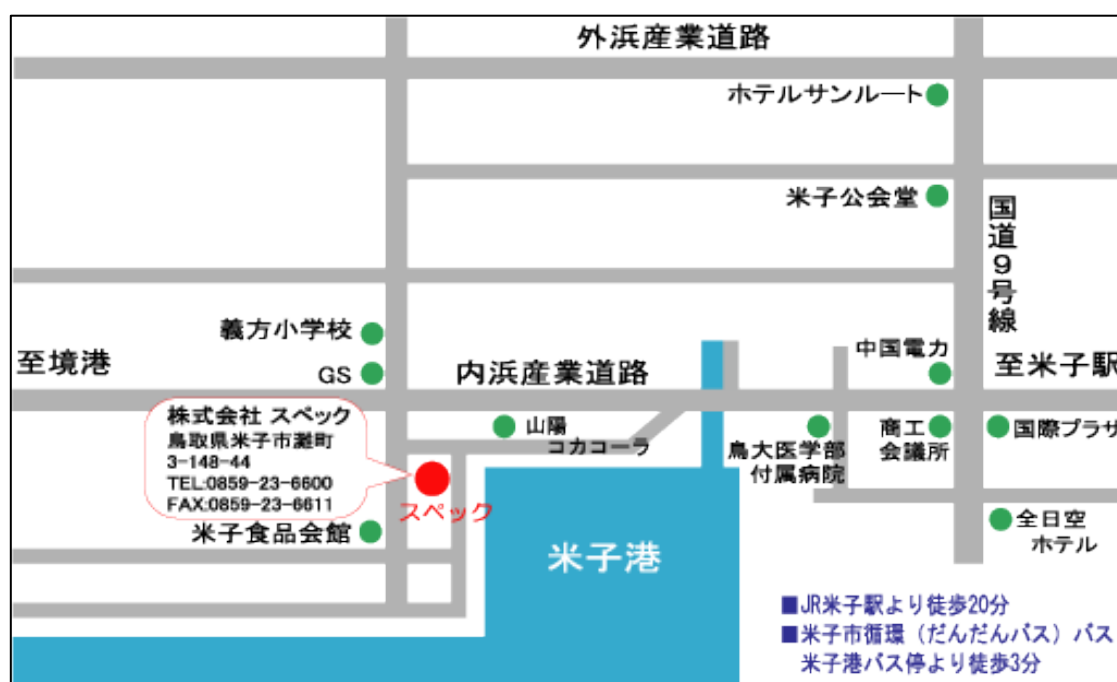 外浜産業道路
ホテルサンルート
米子公会堂
国道9号線
義方小学校
中国電力
至境港
GS
内浜産業道路
至米子駅
株式会社 スペック
鳥取県米子市灘町
3-148-44
TEL:0859-23-6600
FAX:0859-23-6611
山陽
コカコーラ
鳥大医学部
付属病院
商工
会議所
国際プラザ
スペック
米子食品会館
全日空
ホテル
米子港
■JR米子駅より徒歩20分
■米子市循環（だんだんバス）バス
米子港バス停より徒歩3分